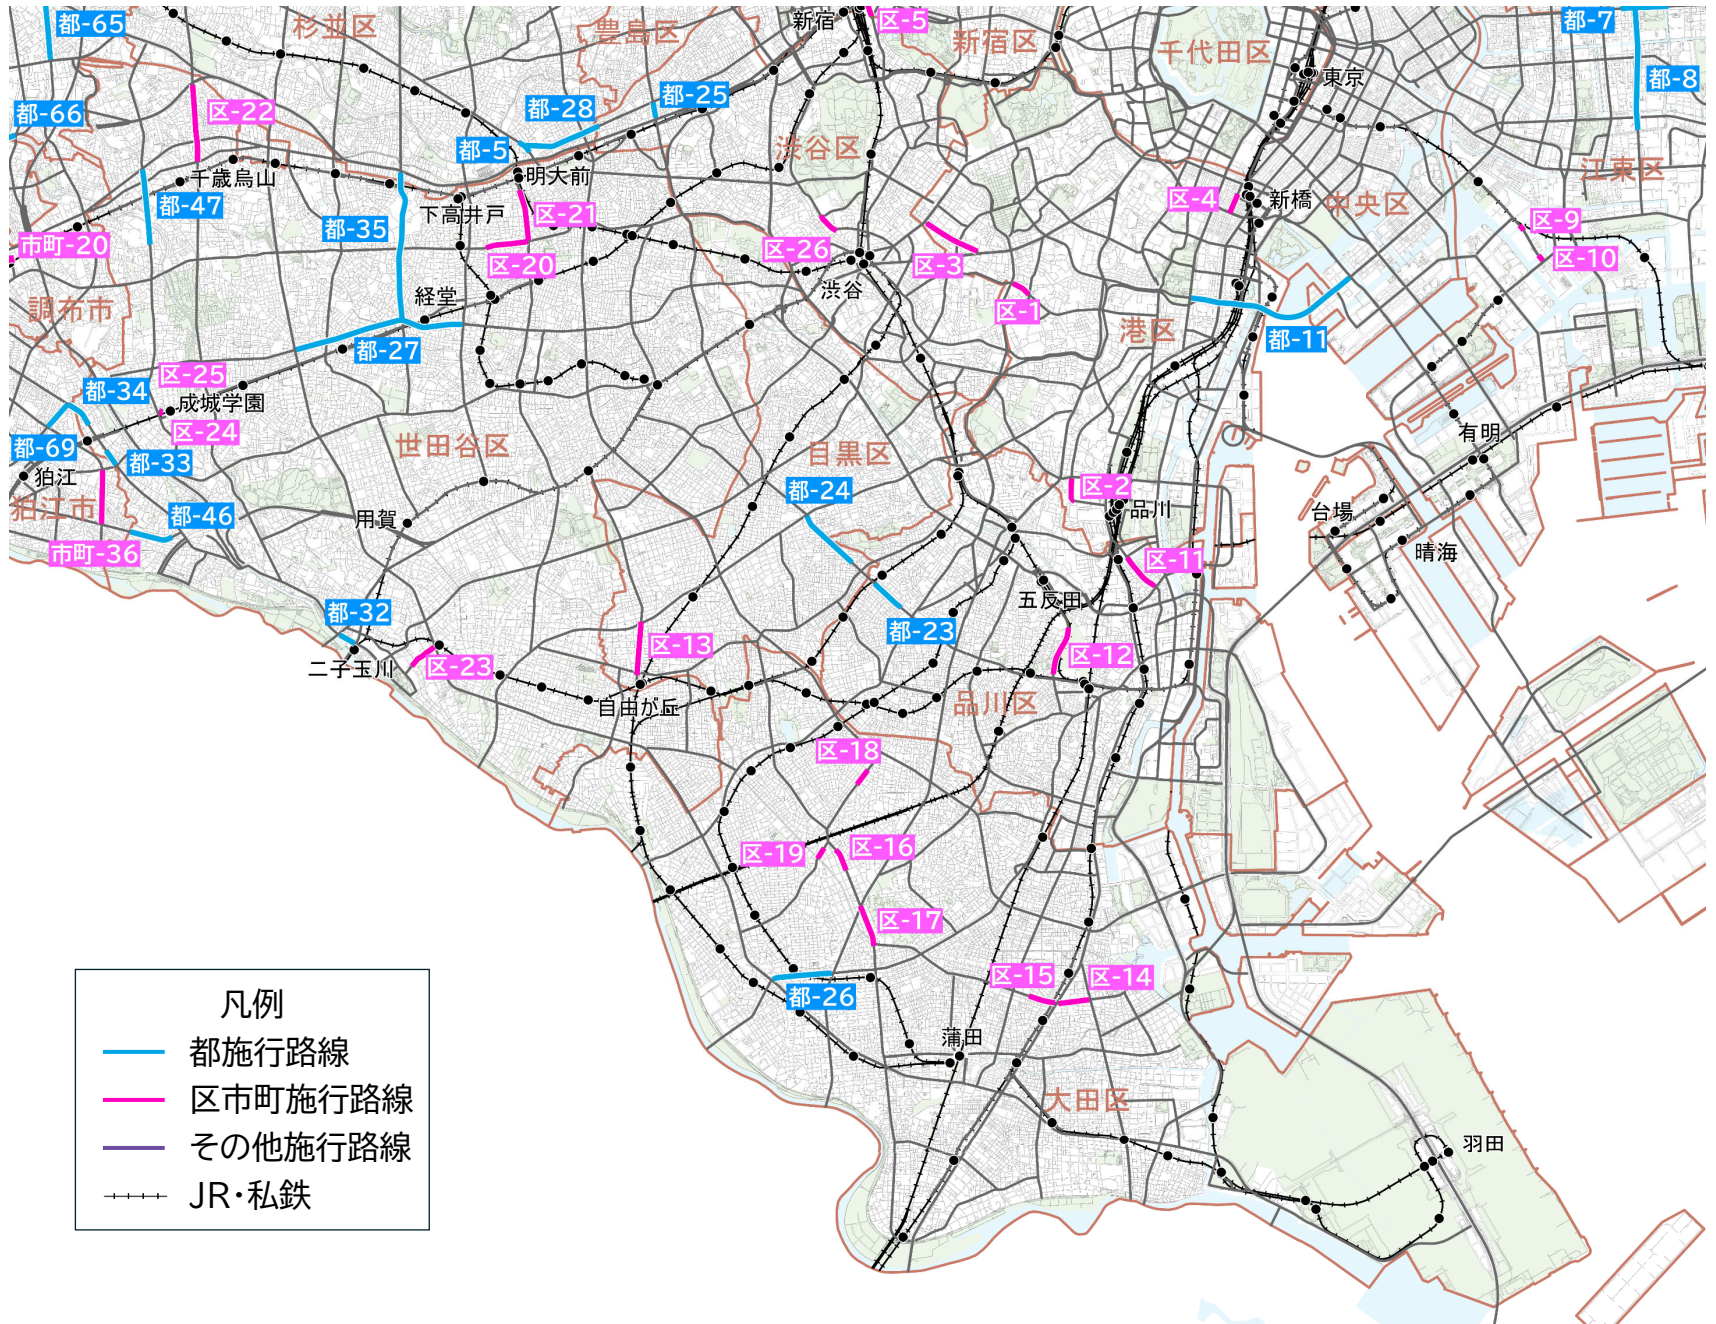 都-65
杉並区
豊島区
新宿
区-5
新宿区
千代田区
都-7
東京
都-8
都-66
区-22
都-28
都-25
都-5
渋谷区
江東区
千歳烏山
明大前
都-47
下高井戸
区-21
区-4
新橋
中央区
都-35
区-9
市町-20
区-20
区-26
区-3
区-10
渋谷
調布市
経堂
区-1
港区
都-27
都-11
区-25
都-34
成城学園
区-24
有明
都-69
都-33
世田谷区
目黒区
狛江
都-24
区-2
狛江市
都-46
用賀
品川
台場
市町-36
晴海
区-11
五反田
都-32
都-23
区-13
区-12
二子玉川
区-23
自由が丘
品川区
区-18
区-19
区-16
区-17
都-26
区-15
区-14
蒲田
大田区
羽田
凡例
都施行路線
区市町施行路線
その他施行路線
JR・私鉄